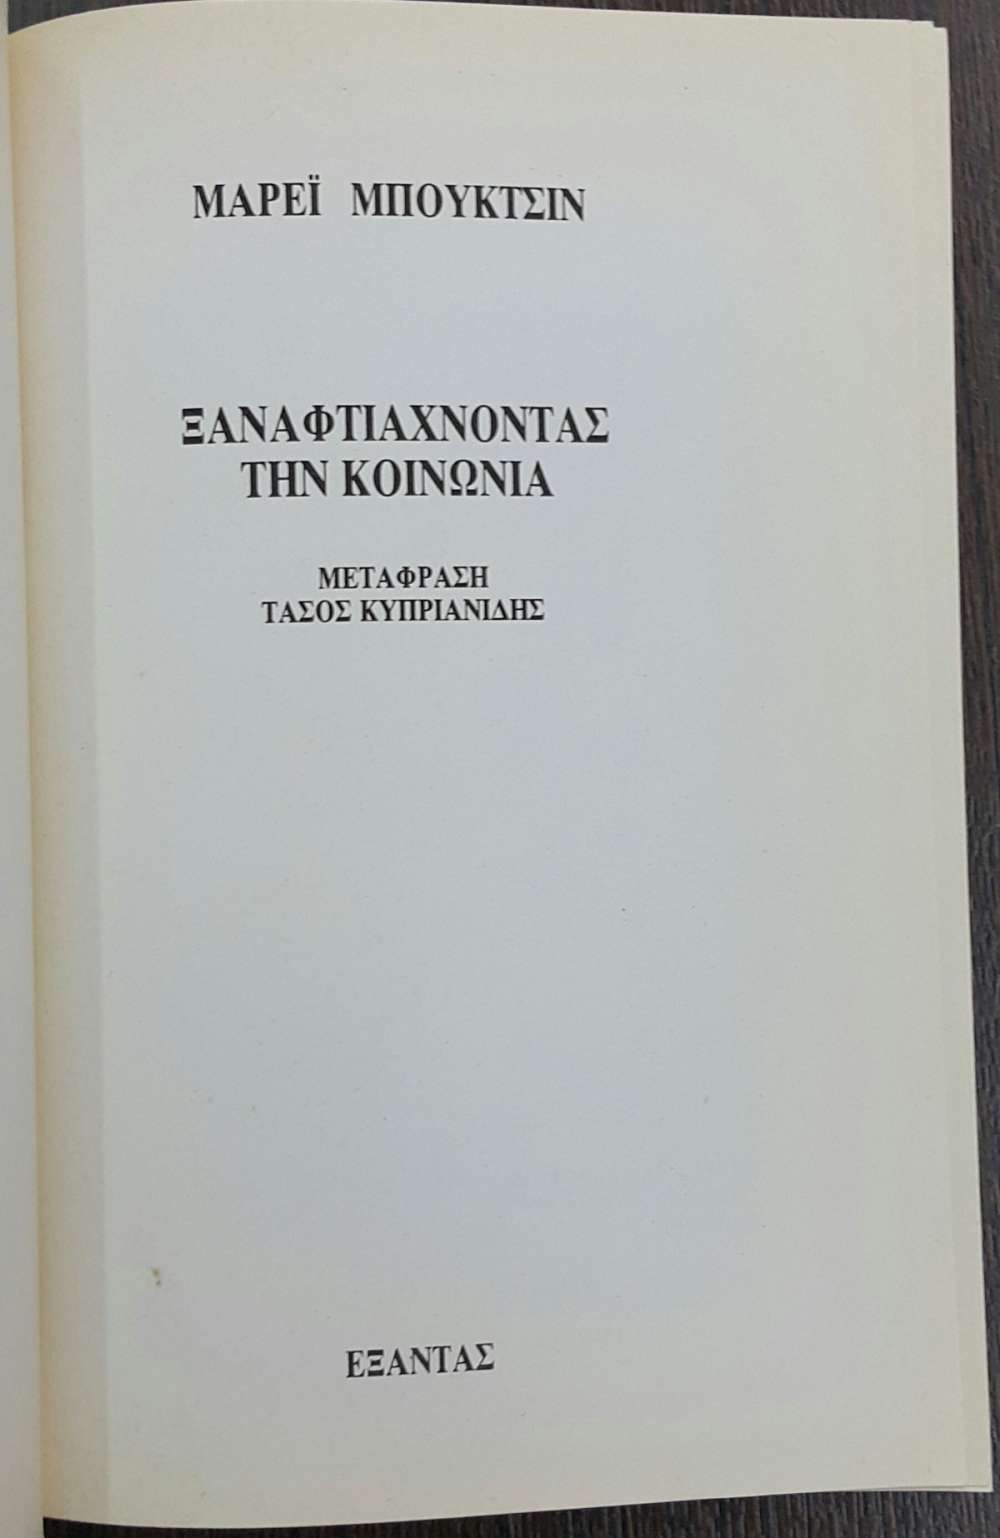 ΜΑΡΕΪ ΜΠΟΥΚΤΣΙΝ
ΞΑΝΑΦΤΙΑΧΝΟΝΤΑΣ
ΤΗΝ ΚΟΙΝΩΝΙΑ
ΜΕΤΑΦΡΑΣΗ
ΤΑΣΟΣ ΚΥΠΡΙΑΝΙΔΗΣ
ΕΞΑΝΤΑΣ